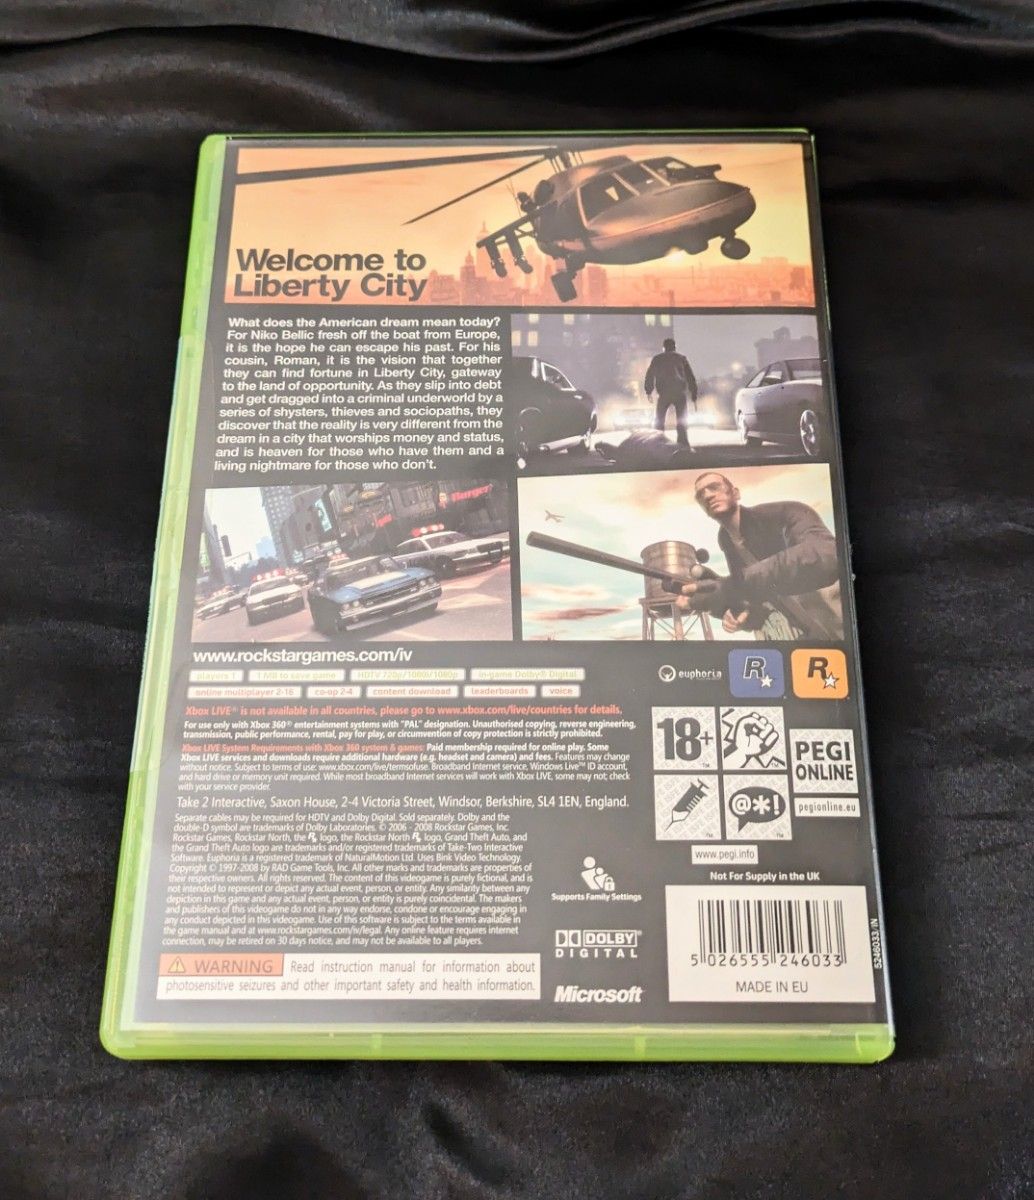 Welcome to
Liberty City
What does the American dream mean today?
For Niko Bellic fresh off the boat from Europe,
it is the hope he can escape his past. For his
cousin, Roman, it is the vision that together
they can find fortune in Liberty City, gateway
to the land of opportunity. As they slip into debt
and get dragged into a criminal underworld by a
series of shysters, thieves and sociopaths, they
discover that the reality is very different from the
dream in a city that worships money and status,
and is heaven for those who have them and a
living nightmare for those who don't.
Burger
www.rockstargames.com/iv
players 1
1 MB to save game
HDTV 720p/1080i/1080p
in-game Dolby® Digital
online multiplayer 2-16
co-op 2-4
content download
leaderboards
voice
euphoria
R
R
Xbox LIVE® is not available in all countries, please go to www.xbox.com/live/countries for details.
For use only with Xbox 360® entertainment systems with "PAL" designation. Unauthorised copying, reverse engineering,
transmission, public performance, rental, pay for play, or circumvention of copy protection is strictly prohibited.
Xbox LIVE System Requirements with Xbox 360 system & games: Paid membership required for online play. Some
Xbox LIVE services and downloads require additional hardware (e.g. headset and camera) and fees. Features may change
without notice. Subject to terms of use: www.xbox.com/live/termsofuse. Broadband Internet service, Windows Live™ ID account,
and hard drive or memory unit required. While most broadband Internet services will work with Xbox LIVE, some may not; check
with your service provider.
Take 2 Interactive, Saxon House, 2-4 Victoria Street, Windsor, Berkshire, SL4 1EN, England.
Separate cables may be required for HDTV and Dolby Digital. Sold separately. Dolby and the
double-D symbol are trademarks of Dolby Laboratories. © 2006 - 2008 Rockstar Games, Inc.
Rockstar Games, Rockstar North, the R logo, the Rockstar North R logo, Grand Theft Auto, and
the Grand Theft Auto logo are trademarks and/or registered trademarks of Take-Two Interactive
Software. Euphoria is a registered trademark of NaturalMotion Ltd. Uses Bink Video Technology.
Copyright © 1997-2008 by RAD Game Tools, Inc. All other marks and trademarks are properties of
their respective owners. All rights reserved. The content of this videogame is purely fictional, and is
not intended to represent or depict any actual event, person, or entity. Any similarity between any
depiction in this game and any actual event, person, or entity is purely coincidental. The makers
and publishers of this videogame do not in any way endorse, condone or encourage engaging in
any conduct depicted in this videogame. Use of this software is subject to the terms available in
the game manual and at www.rockstargames.com/iv/legal. Any online feature requires internet
connection, may be retired on 30 days notice, and may not be available to all players.
WARNING Read instruction manual for information about
photosensitive seizures and other important safety and health information.
18+
@*!
PEGI
ONLINE
pegionline.eu
www.pegi.info
Not For Supply in the UK
Supports Family Settings
DOLBY
DIGITAL
Microsoft
5 026555 246033
MADE IN EU
5246033/IN